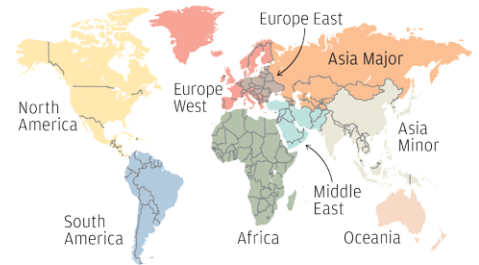 Europe East
Asia Major
Europe
West
North
America
Asia
Minor
Middle
East
South
America
Africa
Oceania